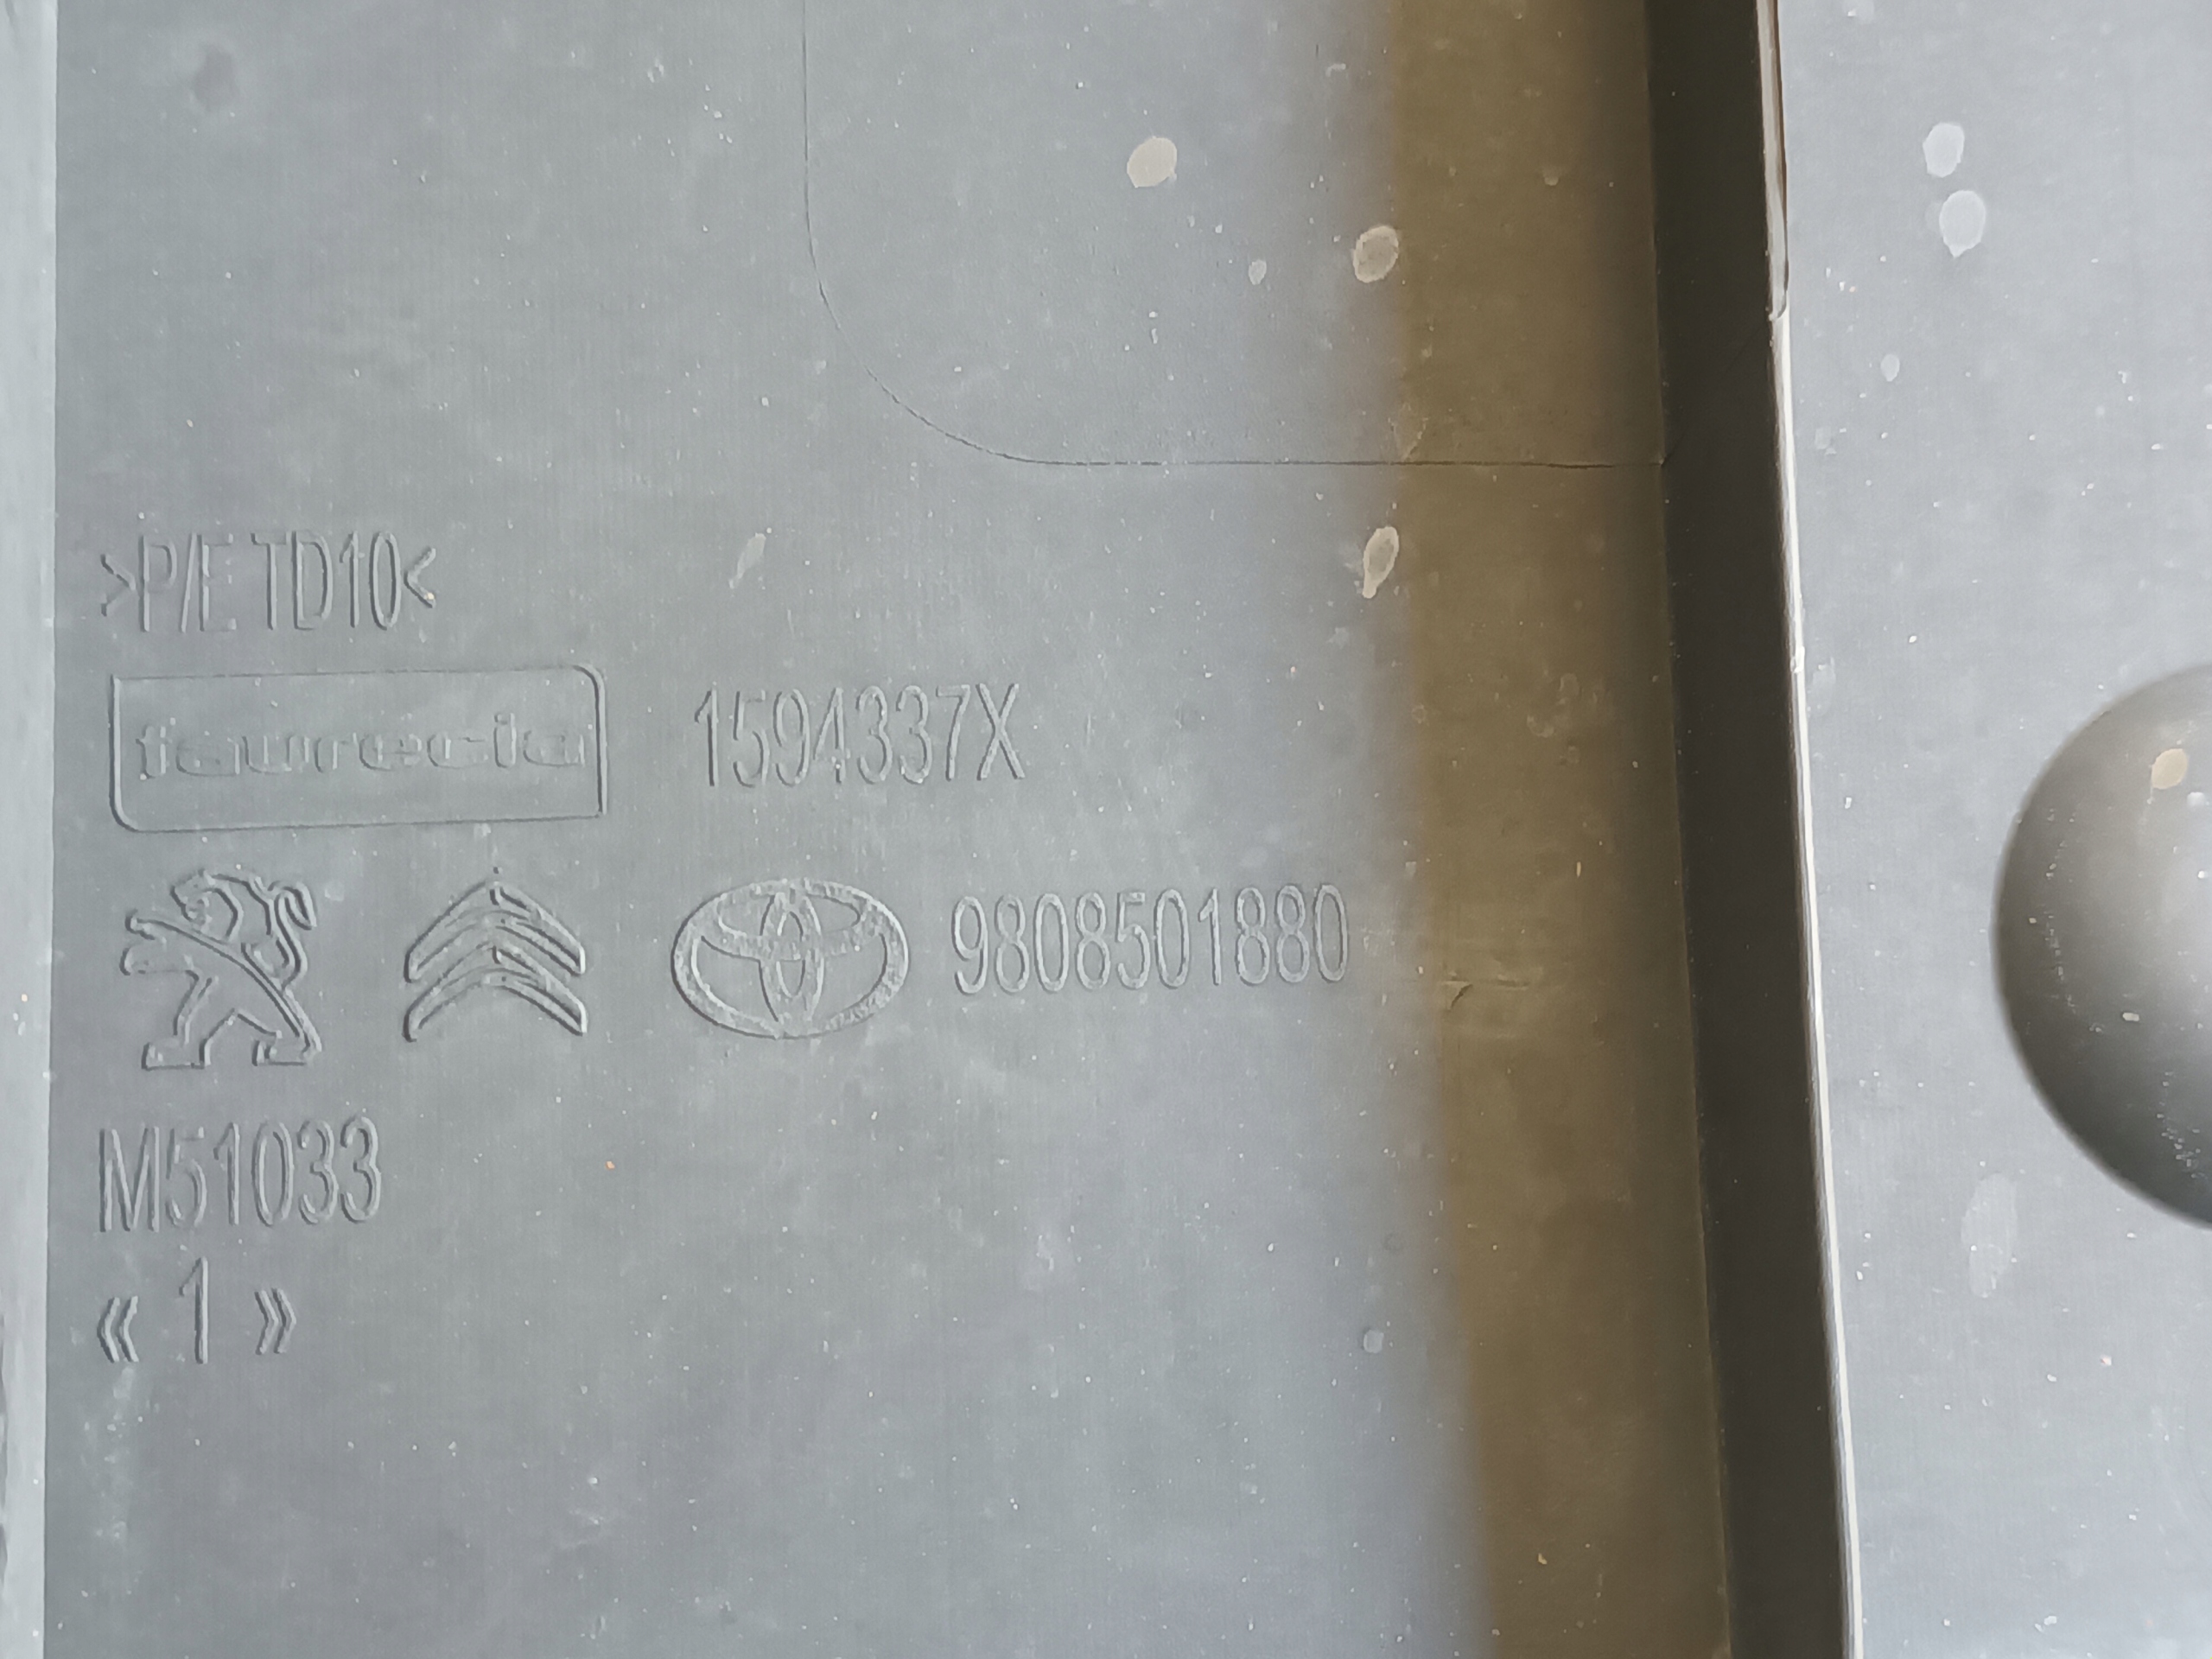 >P/E TD10<
faurecia 1594337X
9808501880
M51033
« 1 »